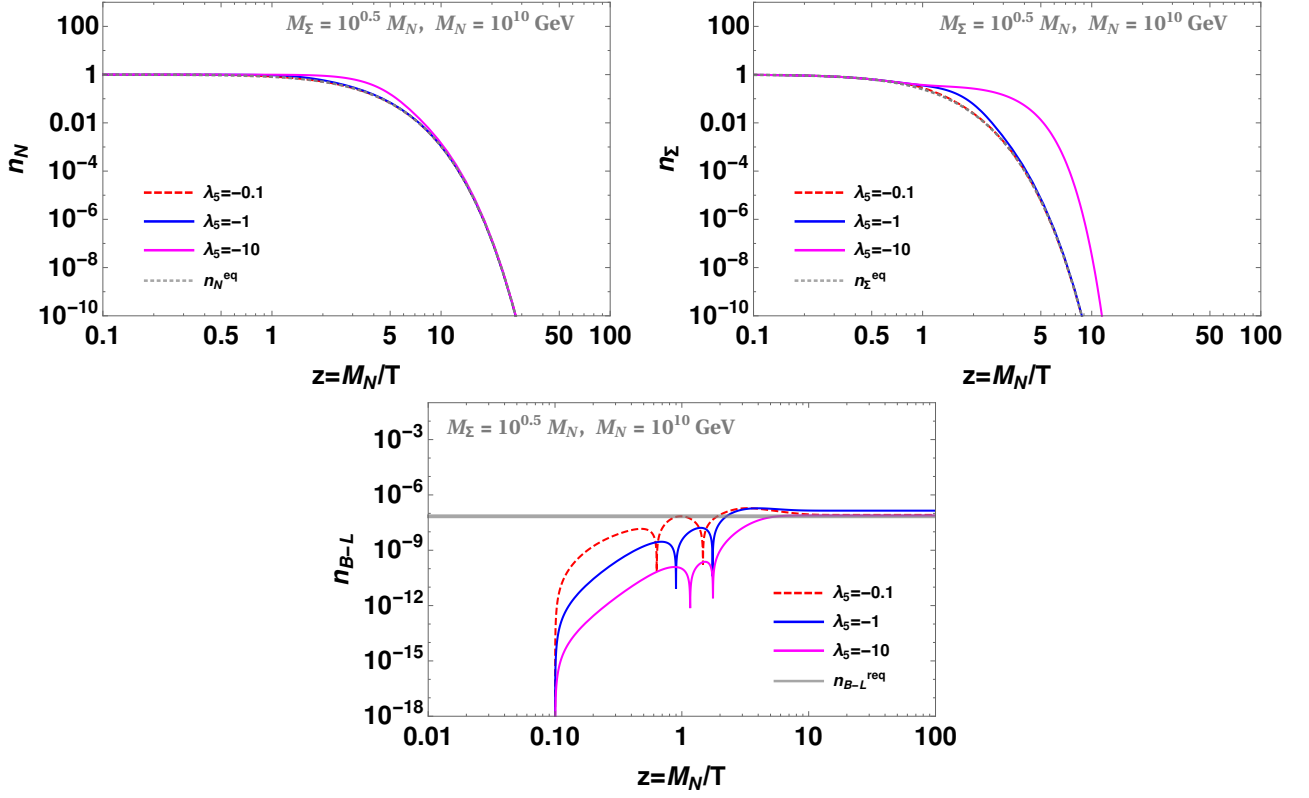 M_Σ = 10^0.5 M_N, M_N = 10^10 GeV
100
1
0.01
10^-4
10^-6
10^-8
10^-10
n_N
λ5=-0.1
λ5=-1
λ5=-10
n_N^eq
0.1 0.5 1 5 10 50 100
z=M_N/T
M_Σ = 10^0.5 M_N, M_N = 10^10 GeV
100
1
0.01
10^-4
10^-6
10^-8
10^-10
n_Σ
λ5=-0.1
λ5=-1
λ5=-10
n_Σ^eq
0.1 0.5 1 5 10 50 100
z=M_N/T
M_Σ = 10^0.5 M_N, M_N = 10^10 GeV
10^-3
10^-6
10^-9
10^-12
10^-15
10^-18
n_B-L
λ5=-0.1
λ5=-1
λ5=-10
n_B-L^req
0.01 0.10 1 10 100
z=M_N/T